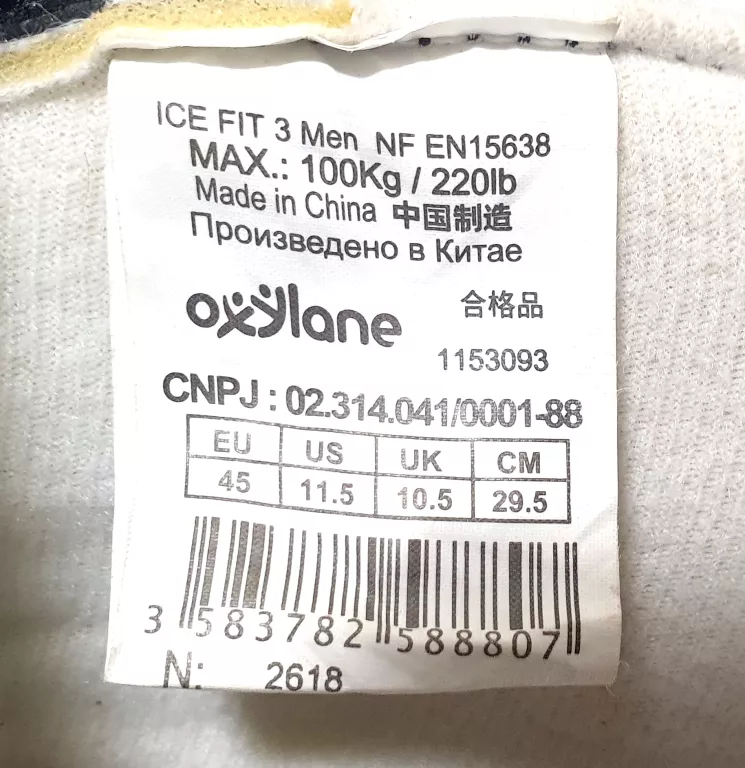 ICE FIT 3 Men NF EN15638
MAX.: 100Kg / 220lb
Made in China 中国制造
Произведено в Китае
oxylane 合格品
1153093
CNPJ : 02.314.041/0001-88
EU US UK CM
45 11.5 10.5 29.5
3 583782 588807
N: 2618